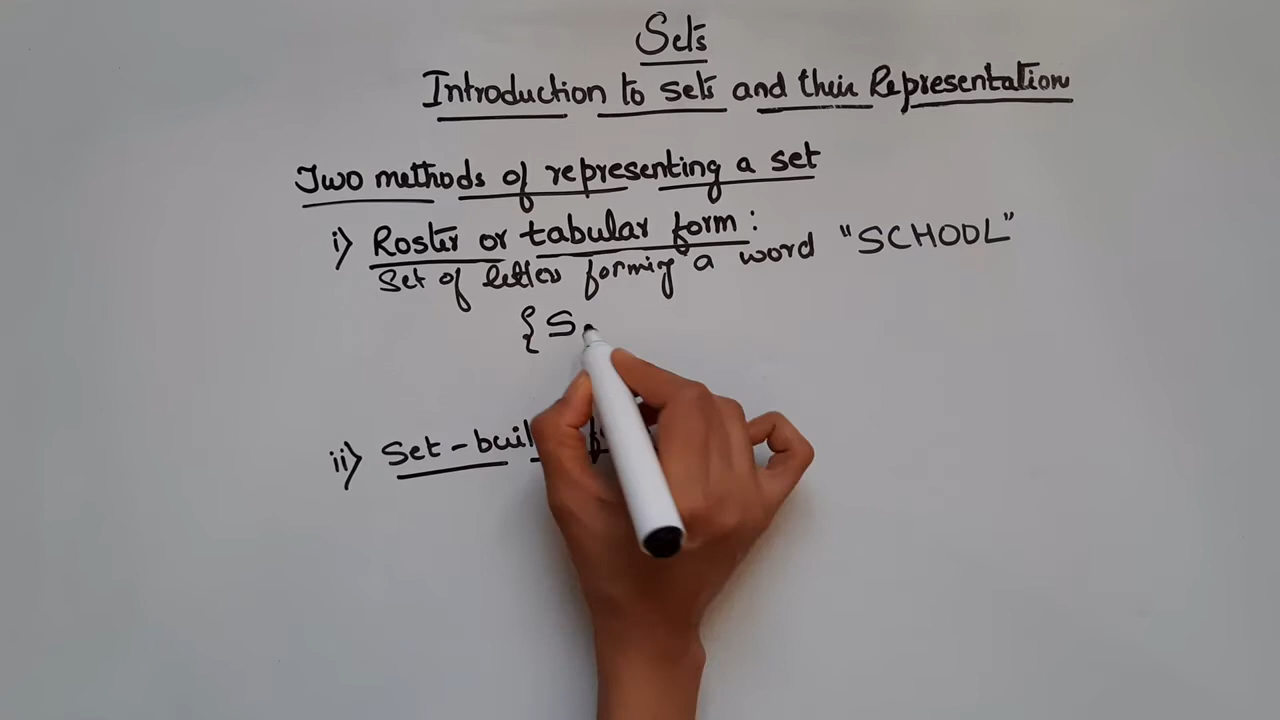 Sets
Introduction to sets and their Representation
Two methods of representing a set
i) Roster or tabular form:
Set of letters forming a word "SCHOOL"
{S
ii) Set-buil